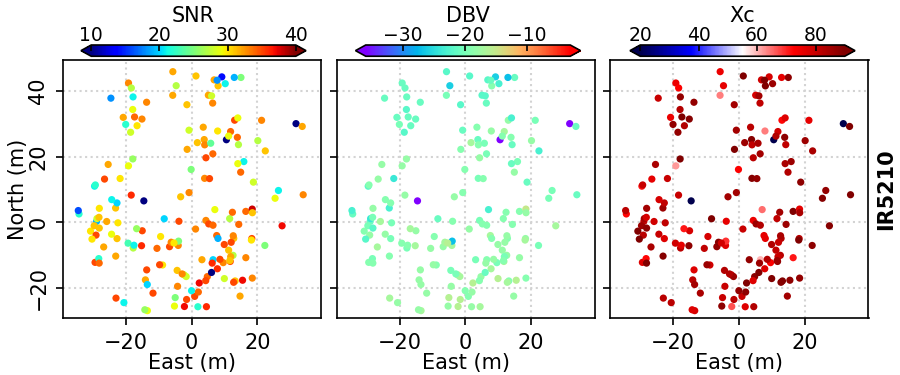 SNR DBV Xc
10 20 30 40 −30 −20 −10 20 40 60 80
North (m)
40
20
0
−20
−20 0 20 −20 0 20 −20 0 20
East (m) East (m) East (m)
IR5210